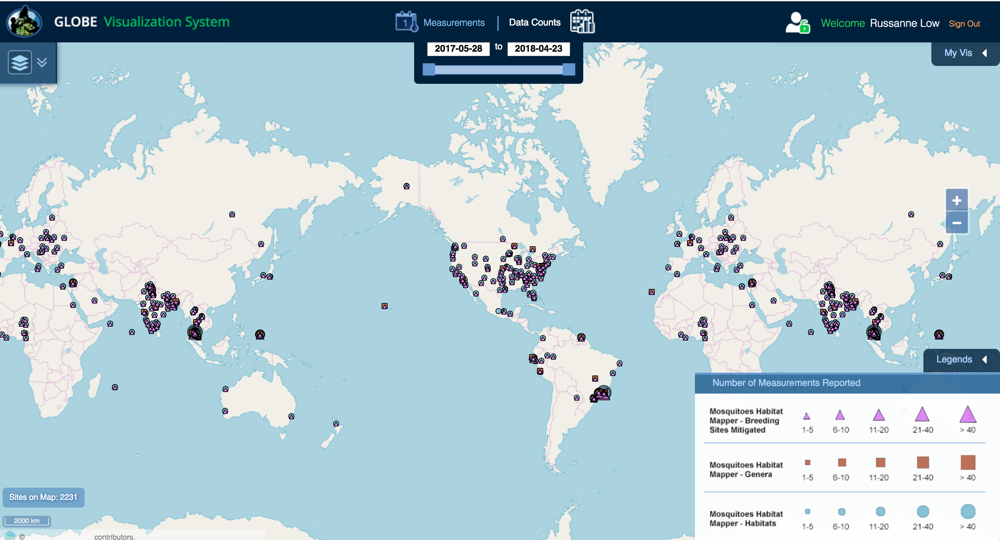 GLOBE Visualization System
1 Measurements | Data Counts
Welcome Russanne Low Sign Out
2017-05-28 to 2018-04-23
My Vis
+
−
Legends
Number of Measurements Reported
Mosquitoes Habitat
Mapper - Breeding
Sites Mitigated
1-5 6-10 11-20 21-40 > 40
Mosquitoes Habitat
Mapper - Genera
1-5 6-10 11-20 21-40 > 40
Mosquitoes Habitat
Mapper - Habitats
1-5 6-10 11-20 21-40 > 40
Sites on Map: 2231
2000 km
© contributors.